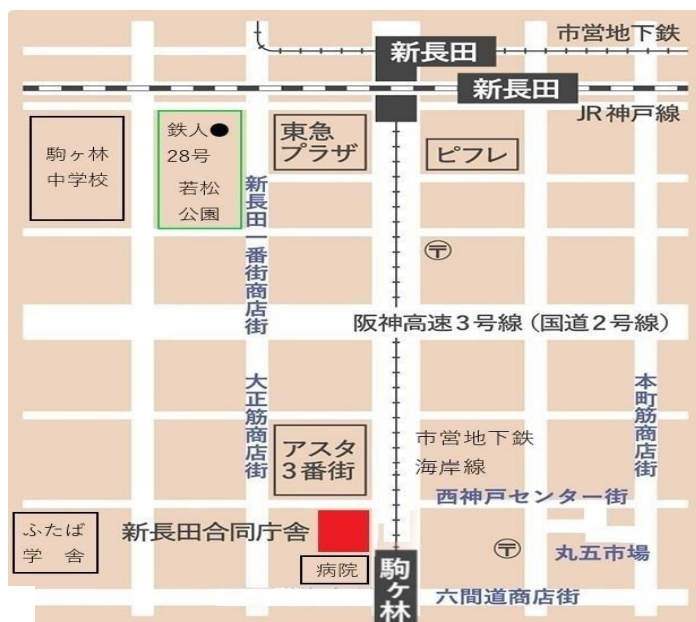 市営地下鉄
新長田
新長田
JR神戸線
駒ヶ林
中学校
鉄人
28号
若松
公園
東急
プラザ
ピフレ
新長田一番街商店街
〒
阪神高速3号線(国道2号線)
大正筋商店街
本町筋商店街
アスタ
3番街
市営地下鉄
海岸線
西神戸センター街
ふたば
学 舎
新長田合同庁舎
〒
丸五市場
病院
駒ヶ林
六間道商店街